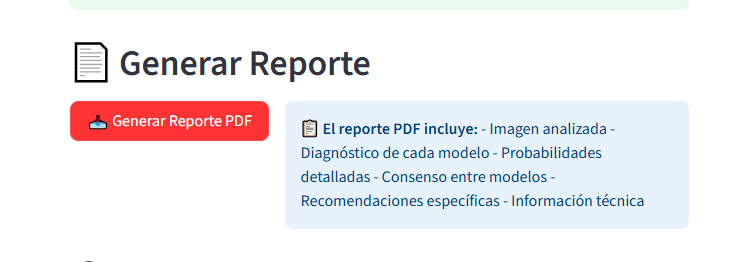 Generar Reporte
Generar Reporte PDF
El reporte PDF incluye: - Imagen analizada -
Diagnóstico de cada modelo - Probabilidades
detalladas - Consenso entre modelos -
Recomendaciones específicas - Información técnica